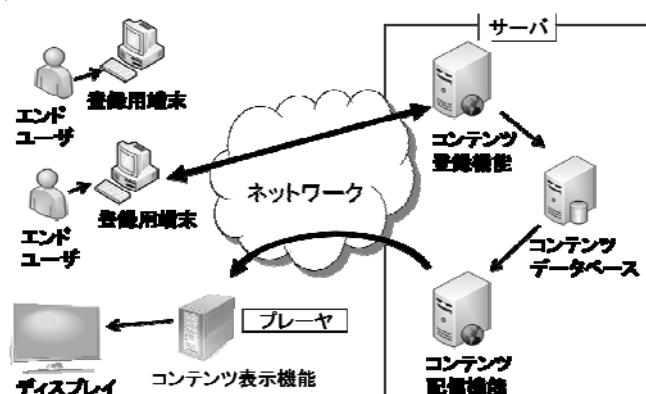 サーバ
登録用端末
エンド
ユーザ
コンテンツ
登録機能
ネットワーク
登録用端末
エンド
ユーザ
コンテンツ
データベース
プレーヤ
コンテンツ表示機能
ディスプレイ
コンテンツ
配信機能